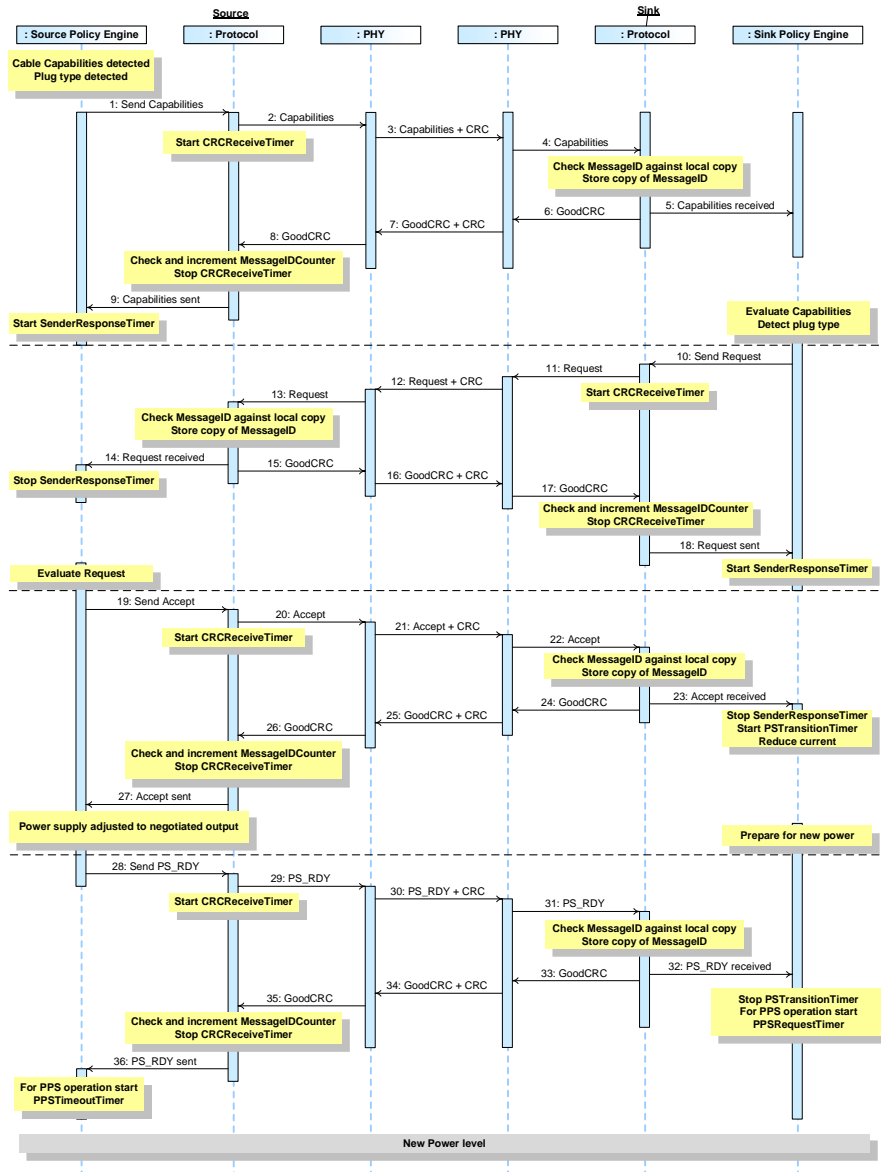 Source
Sink
: Source Policy Engine
: Protocol
: PHY
: PHY
: Protocol
: Sink Policy Engine
Cable Capabilities detected
Plug type detected
1: Send Capabilities
2: Capabilities
Start CRCReceiveTimer
3: Capabilities + CRC
4: Capabilities
Check MessageID against local copy
Store copy of MessageID
5: Capabilities received
6: GoodCRC
7: GoodCRC + CRC
8: GoodCRC
Check and increment MessageIDCounter
Stop CRCReceiveTimer
9: Capabilities sent
Start SenderResponseTimer
Evaluate Capabilities
Detect plug type
10: Send Request
11: Request
Start CRCReceiveTimer
12: Request + CRC
13: Request
Check MessageID against local copy
Store copy of MessageID
14: Request received
15: GoodCRC
Stop SenderResponseTimer
16: GoodCRC + CRC
17: GoodCRC
Check and increment MessageIDCounter
Stop CRCReceiveTimer
18: Request sent
Start SenderResponseTimer
Evaluate Request
19: Send Accept
20: Accept
Start CRCReceiveTimer
21: Accept + CRC
22: Accept
Check MessageID against local copy
Store copy of MessageID
23: Accept received
24: GoodCRC
Stop SenderResponseTimer
Start PSTransitionTimer
Reduce current
25: GoodCRC + CRC
26: GoodCRC
Check and increment MessageIDCounter
Stop CRCReceiveTimer
27: Accept sent
Power supply adjusted to negotiated output
Prepare for new power
28: Send PS_RDY
29: PS_RDY
Start CRCReceiveTimer
30: PS_RDY + CRC
31: PS_RDY
Check MessageID against local copy
Store copy of MessageID
32: PS_RDY received
33: GoodCRC
34: GoodCRC + CRC
35: GoodCRC
Stop PSTransitionTimer
For PPS operation start
PPSRequestTimer
Check and increment MessageIDCounter
Stop CRCReceiveTimer
36: PS_RDY sent
For PPS operation start
PPSTimeoutTimer
New Power level